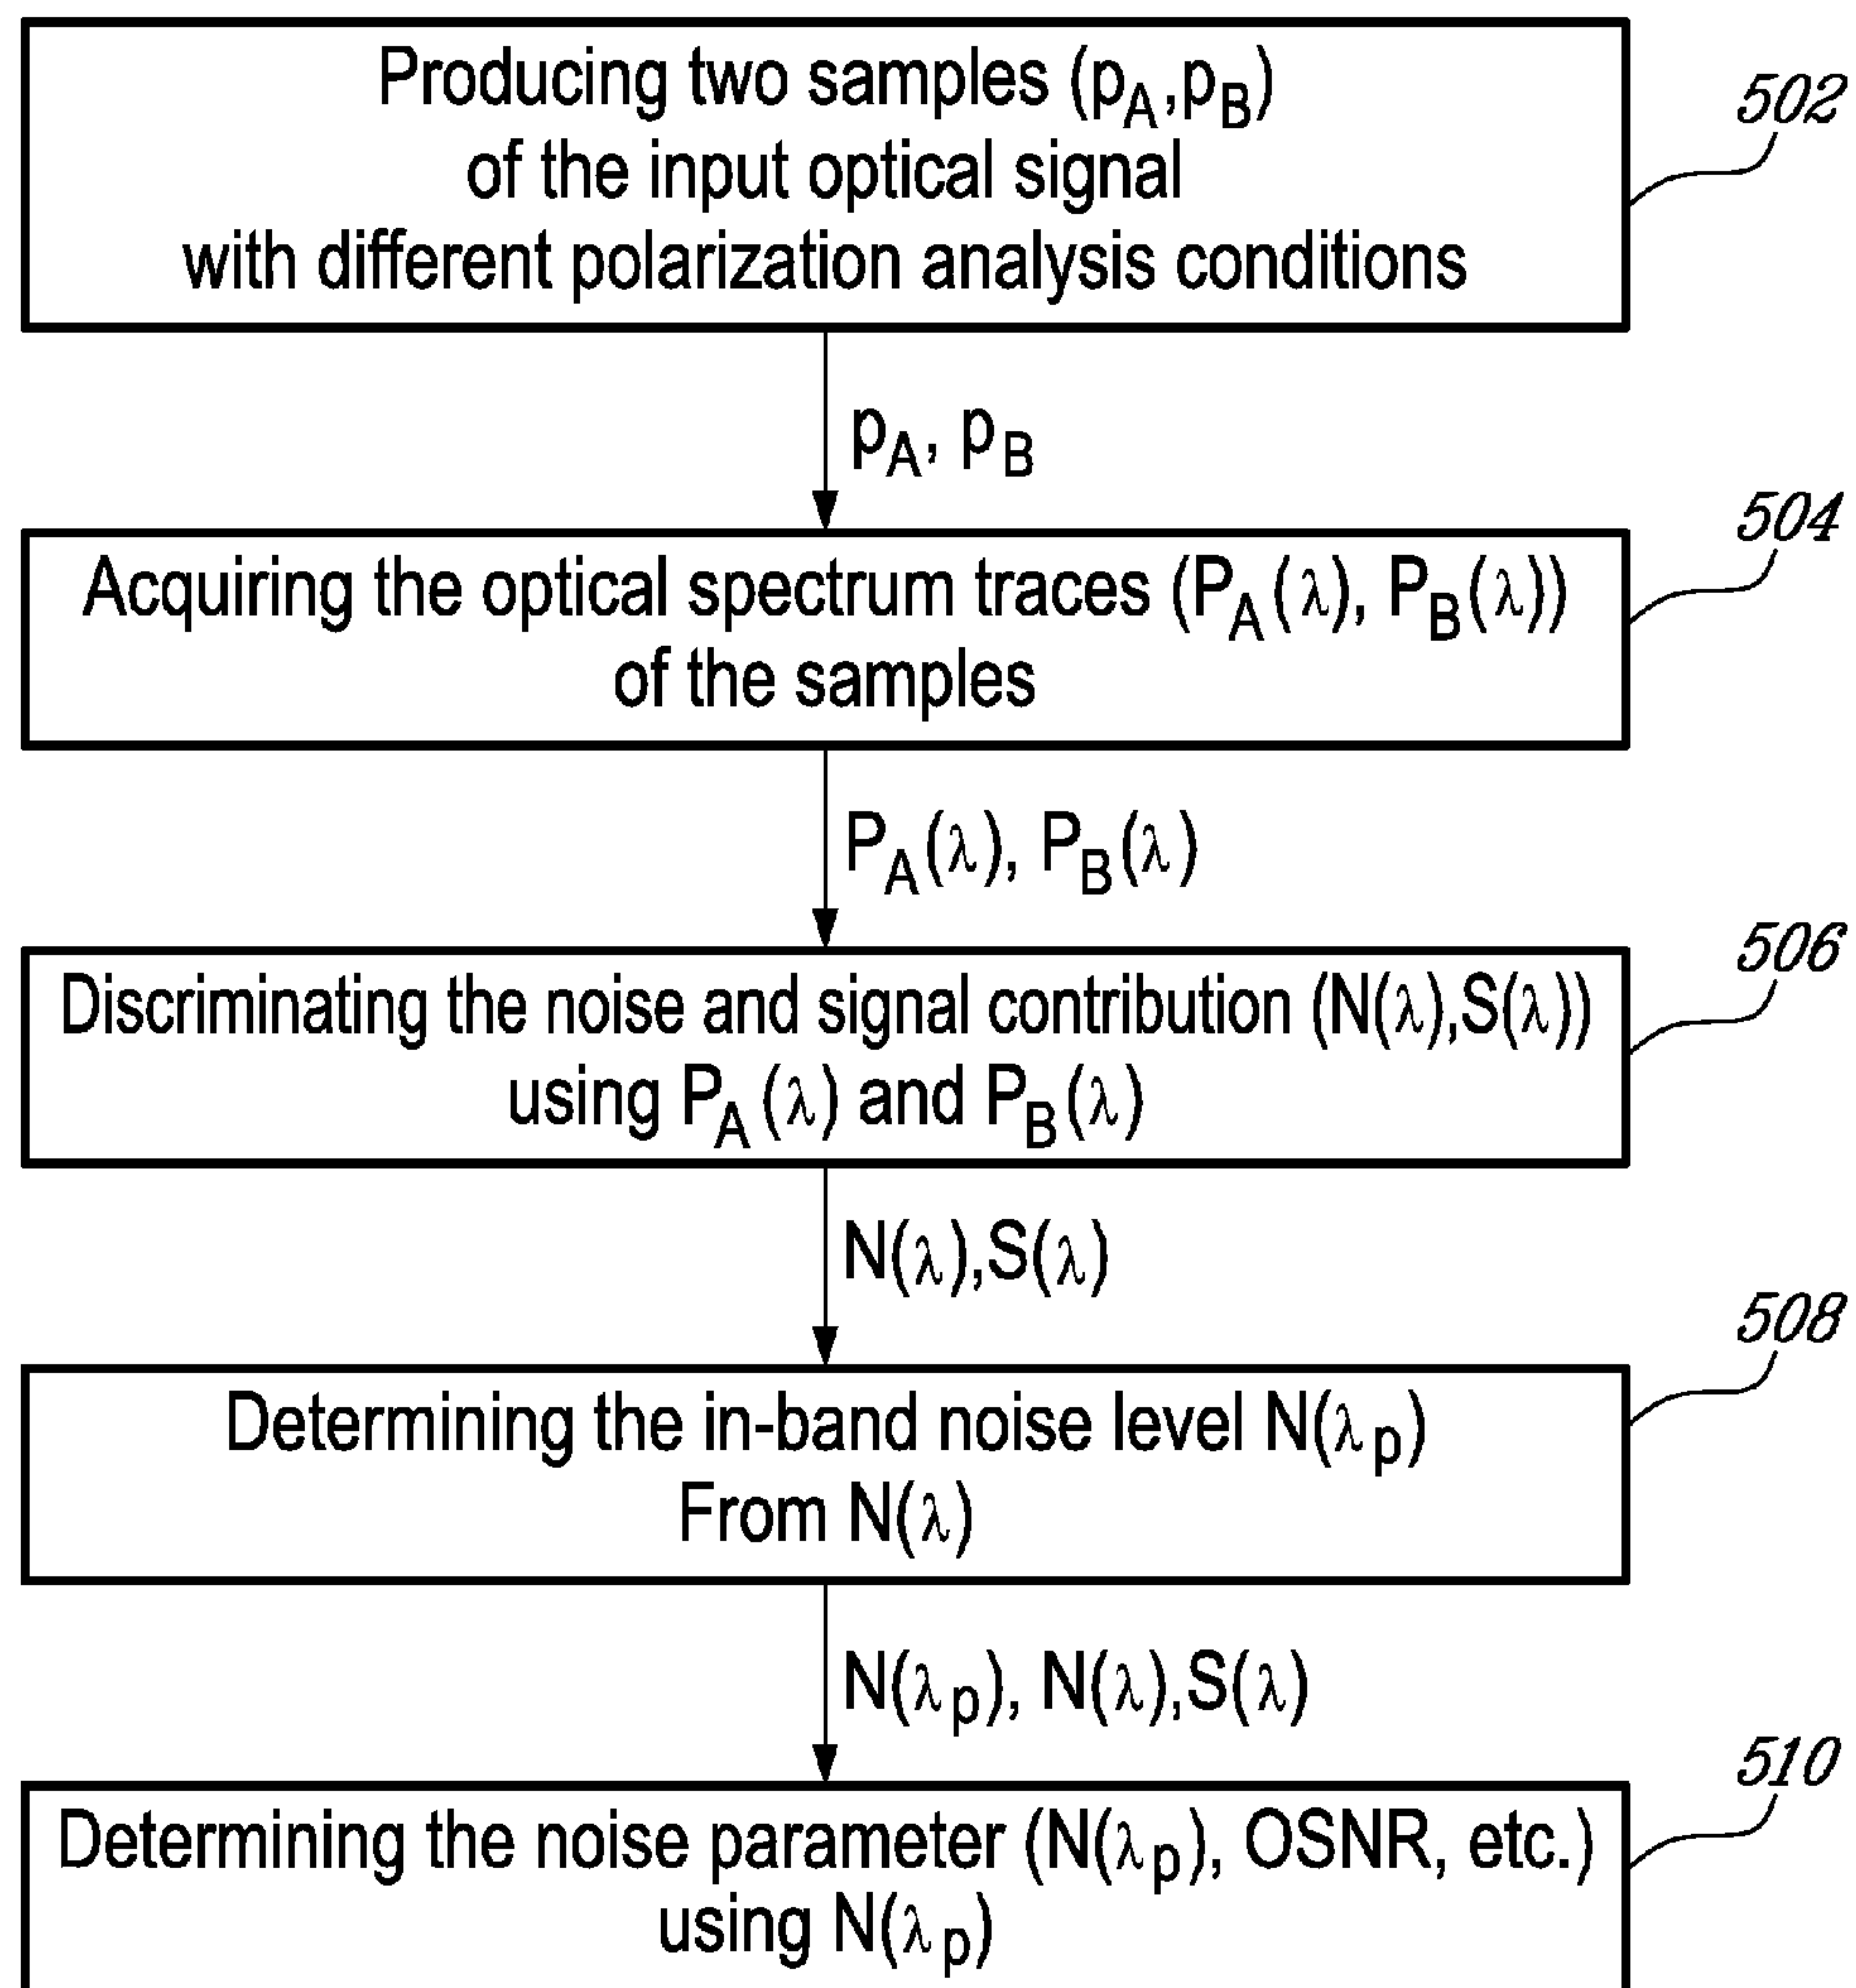 Producing two samples (pA,pB)
of the input optical signal
with different polarization analysis conditions
502
pA, pB
Acquiring the optical spectrum traces (PA(λ), PB(λ))
of the samples
504
PA(λ), PB(λ)
Discriminating the noise and signal contribution (N(λ),S(λ))
using PA(λ) and PB(λ)
506
N(λ),S(λ)
Determining the in-band noise level N(λp)
From N(λ)
508
N(λp), N(λ),S(λ)
Determining the noise parameter (N(λp), OSNR, etc.)
using N(λp)
510